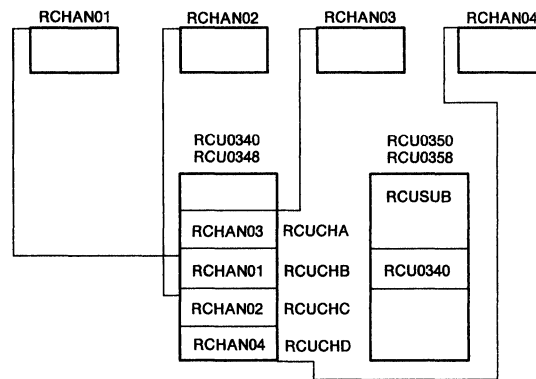 RCHAN01 RCHAN02 RCHAN03 RCHAN04
RCU0340 RCU0350
RCU0348 RCU0358
RCUSUB
RCHAN03 RCUCHA
RCHAN01 RCUCHB RCU0340
RCHAN02 RCUCHC
RCHAN04 RCUCHD